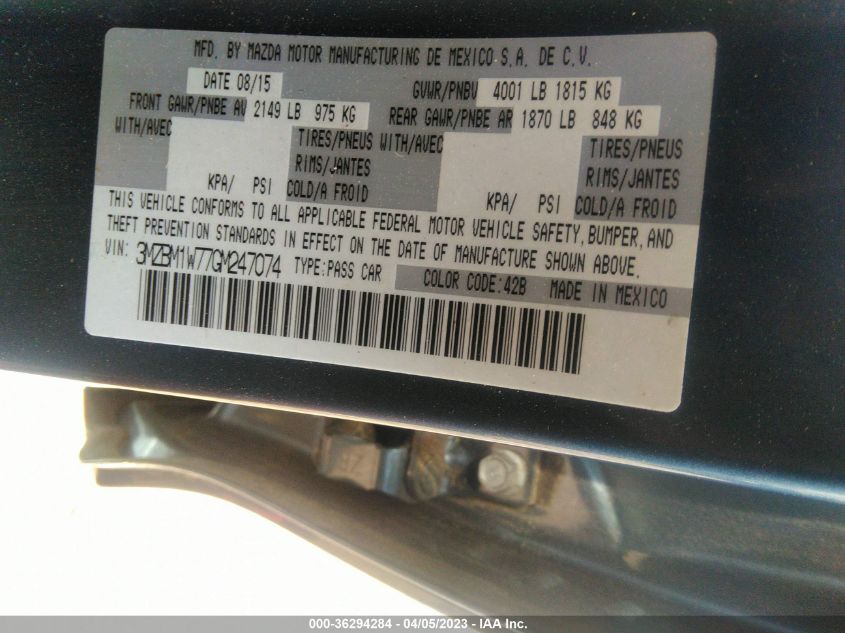 MFD. BY MAZDA MOTOR MANUFACTURING DE MEXICO S.A. DE C.V.
DATE 08/15 GVWR/PNBV 4001 LB 1815 KG
FRONT GAWR/PNBE AV 2149 LB 975 KG REAR GAWR/PNBE AR 1870 LB 848 KG
WITH/AVEC TIRES/PNEUS WITH/AVEC TIRES/PNEUS
RIMS/JANTES RIMS/JANTES
KPA/ PSI COLD/A FROID KPA/ PSI COLD/A FROID
THIS VEHICLE CONFORMS TO ALL APPLICABLE FEDERAL MOTOR VEHICLE SAFETY, BUMPER, AND
THEFT PREVENTION STANDARDS IN EFFECT ON THE DATE OF MANUFACTURE SHOWN ABOVE.
VIN: 3MZBM1W77GM247074 TYPE:PASS CAR COLOR CODE:42B MADE IN MEXICO
000-36294284 - 04/05/2023 - © IAA Inc.